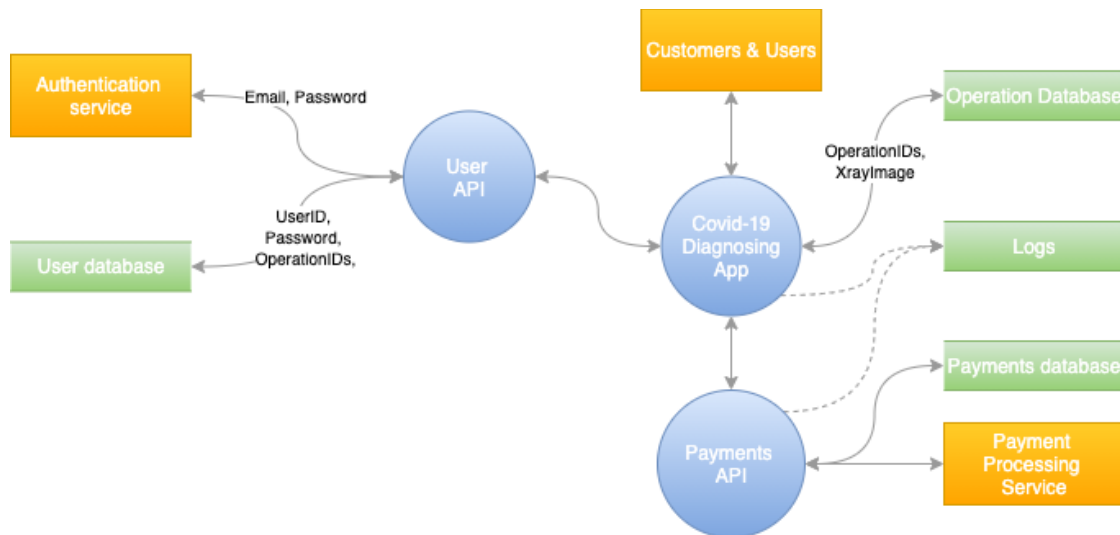 Customers & Users
Authentication
service
Email, Password
Operation Database
User
API
OperationIDs,
XrayImage
UserID,
Password,
OperationIDs,
Covid-19
Diagnosing
App
User database
Logs
Payments database
Payments
API
Payment
Processing
Service